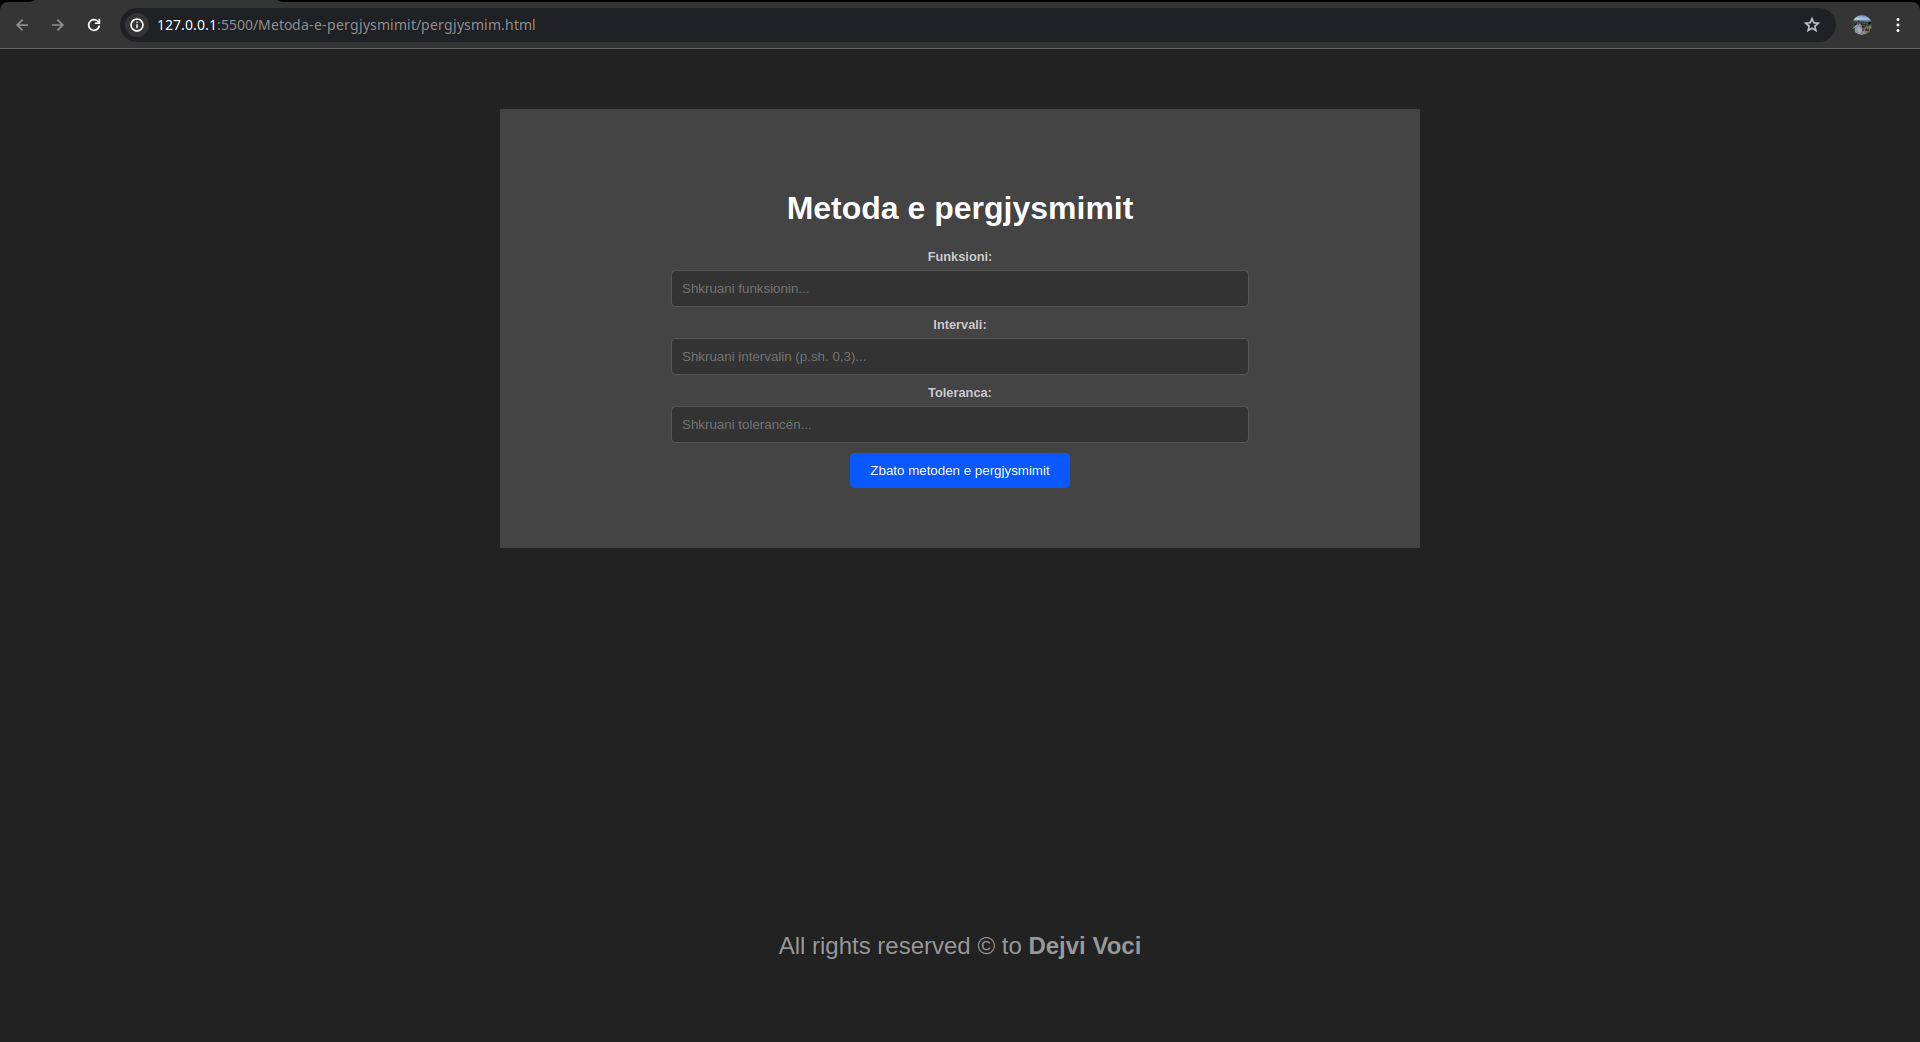 127.0.0.1:5500/Metoda-e-pergjysmimit/pergjysmim.html
Metoda e pergjysmimit
Funksioni:
Shkruani funksionin...
Intervali:
Shkruani intervalin (p.sh. 0,3)...
Toleranca:
Shkruani tolerancën...
Zbato metoden e pergjysmimit
All rights reserved © to Dejvi Voci